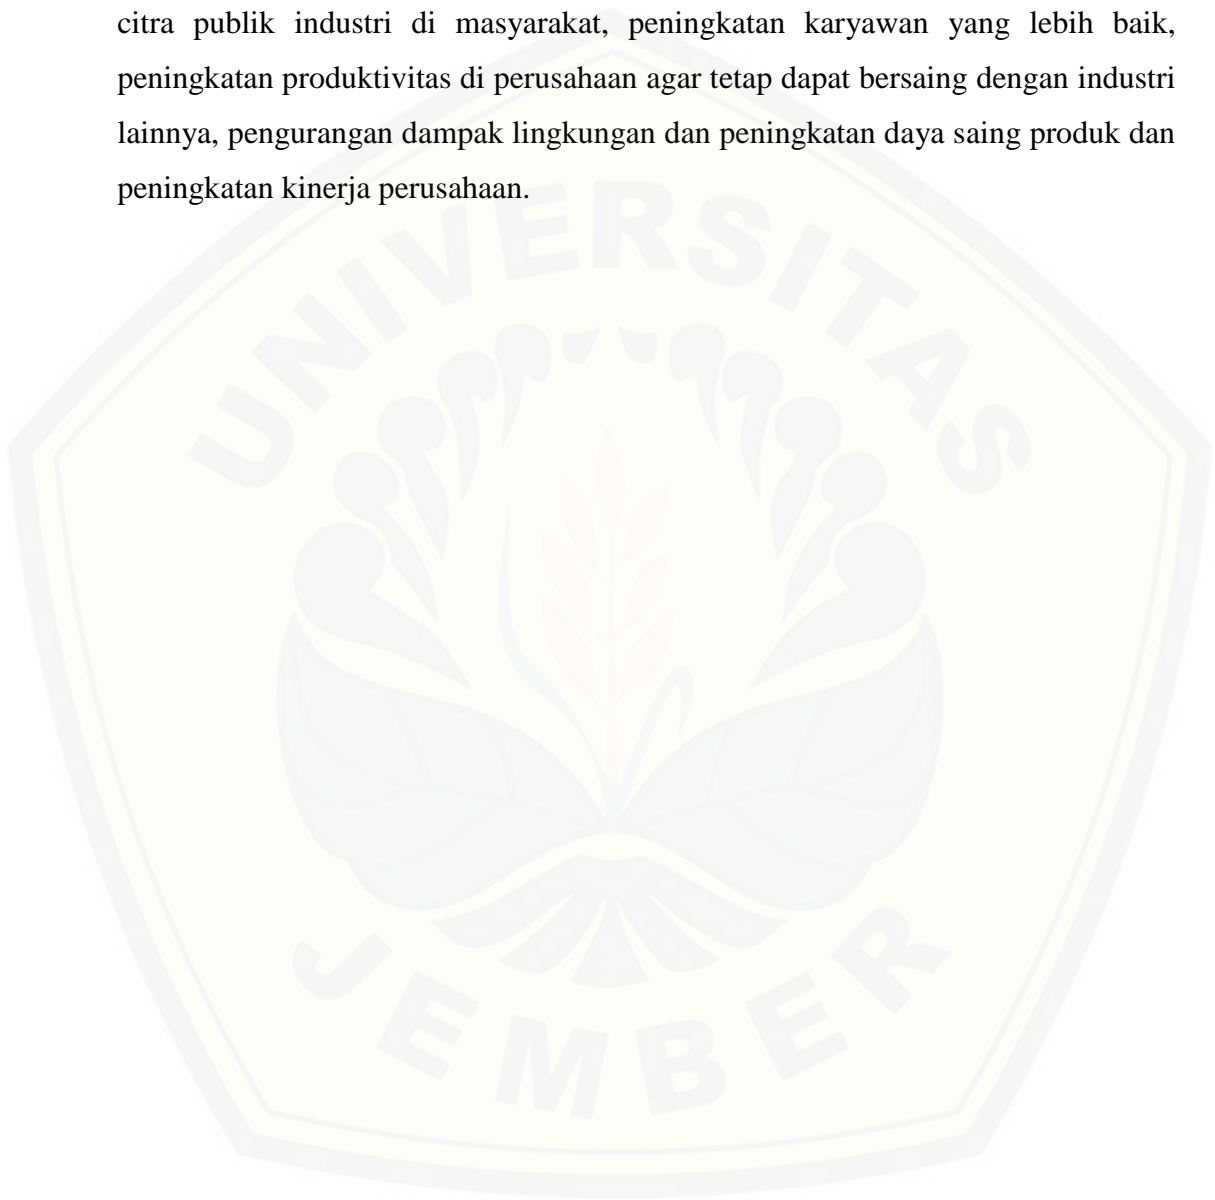 citra publik industri di masyarakat, peningkatan karyawan yang lebih baik,
peningkatan produktivitas di perusahaan agar tetap dapat bersaing dengan industri
lainnya, pengurangan dampak lingkungan dan peningkatan daya saing produk dan
peningkatan kinerja perusahaan.
UNIVERSITAS
JEMBER